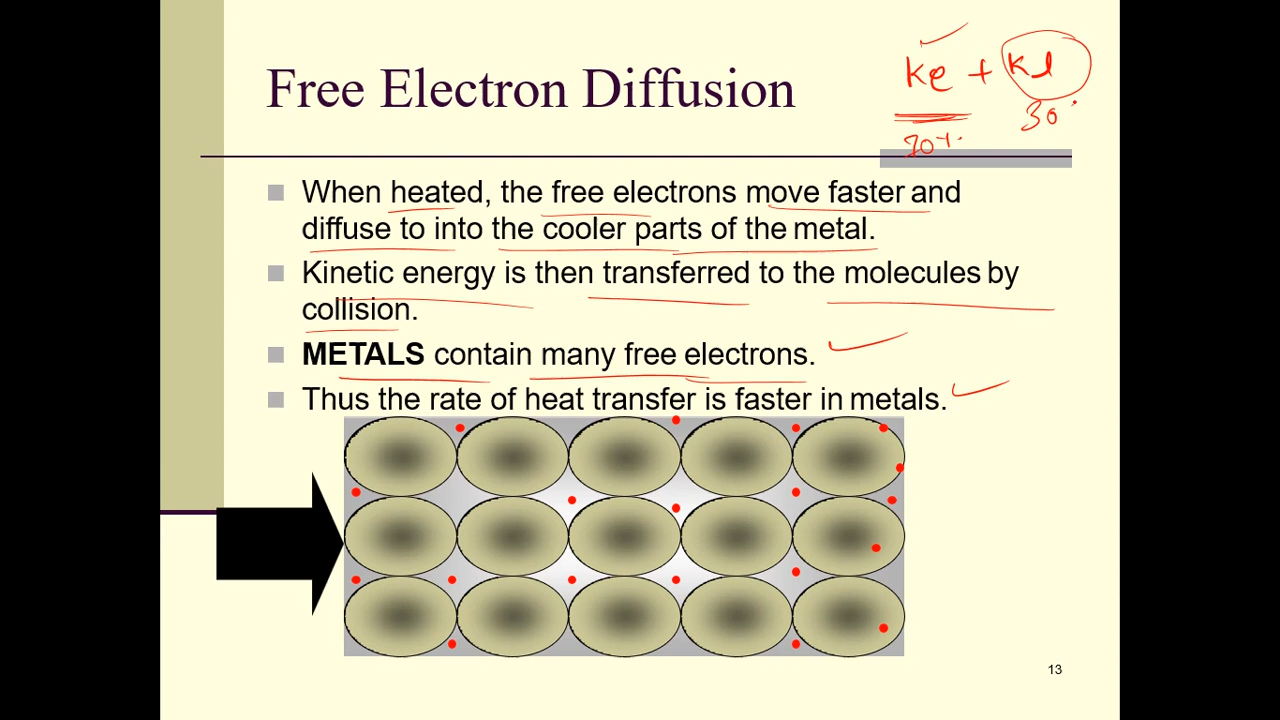 ke + kl
70%
30
Free Electron Diffusion
When heated, the free electrons move faster and
diffuse to into the cooler parts of the metal.
Kinetic energy is then transferred to the molecules by
collision.
METALS contain many free electrons.
Thus the rate of heat transfer is faster in metals.
13